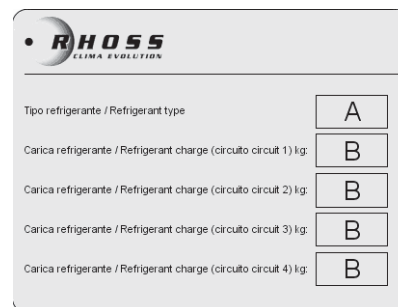 RHOSS
CLIMA EVOLUTION
Tipo refrigerante / Refrigerant type A
Carica refrigerante / Refrigerant charge (circuito circuit 1) kg: B
Carica refrigerante / Refrigerant charge (circuito circuit 2) kg: B
Carica refrigerante / Refrigerant charge (circuito circuit 3) kg: B
Carica refrigerante / Refrigerant charge (circuito circuit 4) kg: B